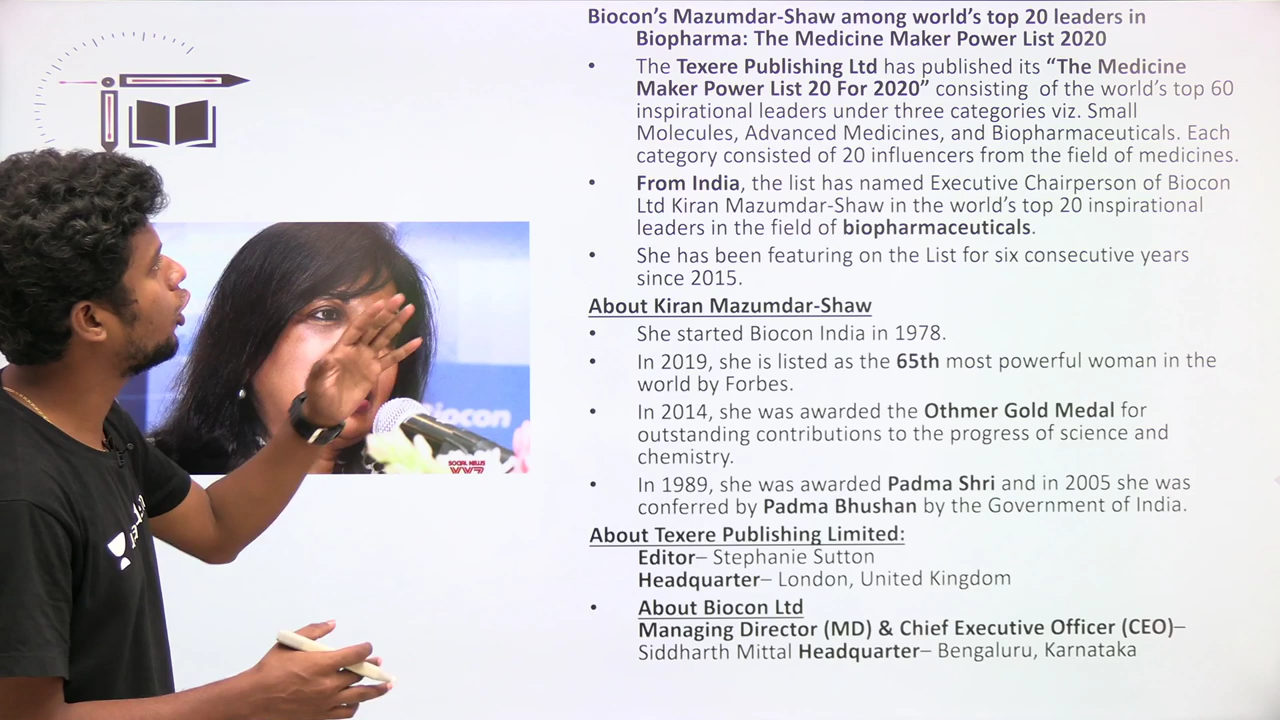 Biocon's Mazumdar-Shaw among world's top 20 leaders in
Biopharma: The Medicine Maker Power List 2020
• The Texere Publishing Ltd has published its “The Medicine
Maker Power List 20 For 2020” consisting of the world's top 60
inspirational leaders under three categories viz. Small
Molecules, Advanced Medicines, and Biopharmaceuticals. Each
category consisted of 20 influencers from the field of medicines.
• From India, the list has named Executive Chairperson of Biocon
Ltd Kiran Mazumdar-Shaw in the world's top 20 inspirational
leaders in the field of biopharmaceuticals.
• She has been featuring on the List for six consecutive years
since 2015.
About Kiran Mazumdar-Shaw
• She started Biocon India in 1978.
• In 2019, she is listed as the 65th most powerful woman in the
world by Forbes.
• In 2014, she was awarded the Othmer Gold Medal for
outstanding contributions to the progress of science and
chemistry.
• In 1989, she was awarded Padma Shri and in 2005 she was
conferred by Padma Bhushan by the Government of India.
About Texere Publishing Limited:
Editor– Stephanie Sutton
Headquarter– London, United Kingdom
• About Biocon Ltd
Managing Director (MD) & Chief Executive Officer (CEO)–
Siddharth Mittal Headquarter– Bengaluru, Karnataka
Biocon
SOCIAL NEWS
XYZ